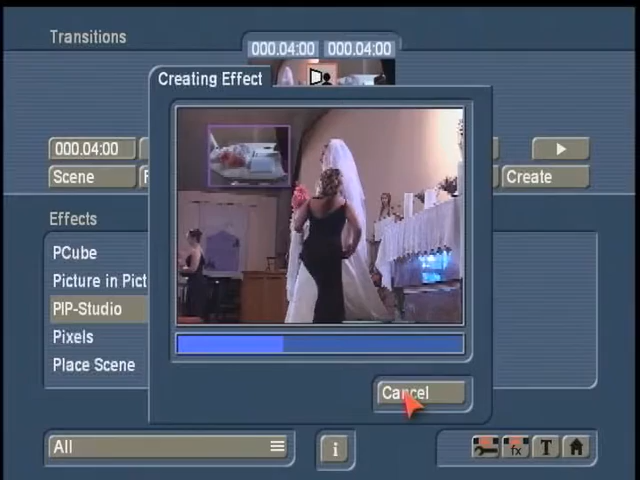 Transitions
000.04:00 000.04:00
Creating Effect
000.04:00
Scene
Create
Effects
PCube
Picture in Pict
PIP-Studio
Pixels
Place Scene
Cancel
All
i
fx T